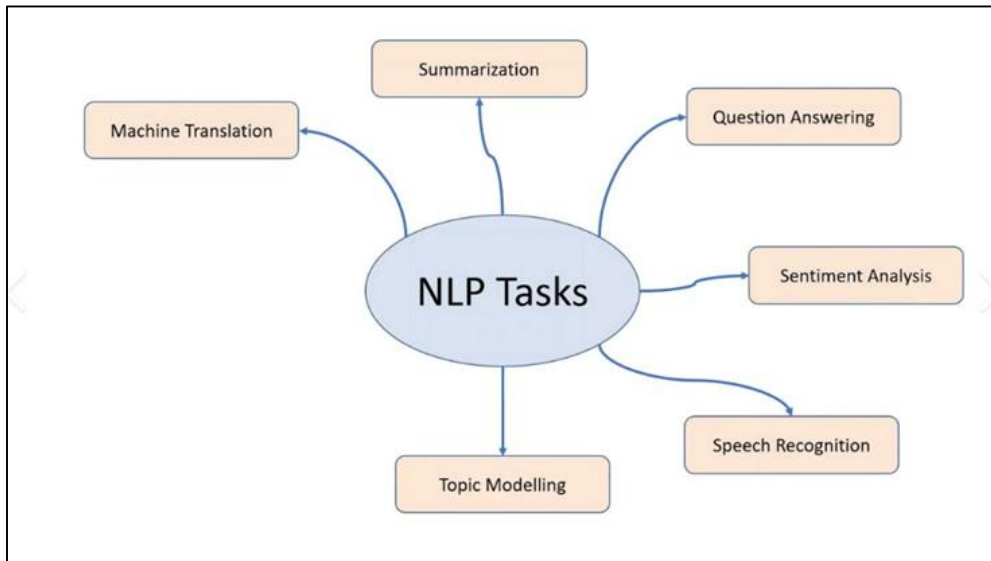 Summarization
Machine Translation
Question Answering
NLP Tasks
Sentiment Analysis
Speech Recognition
Topic Modelling